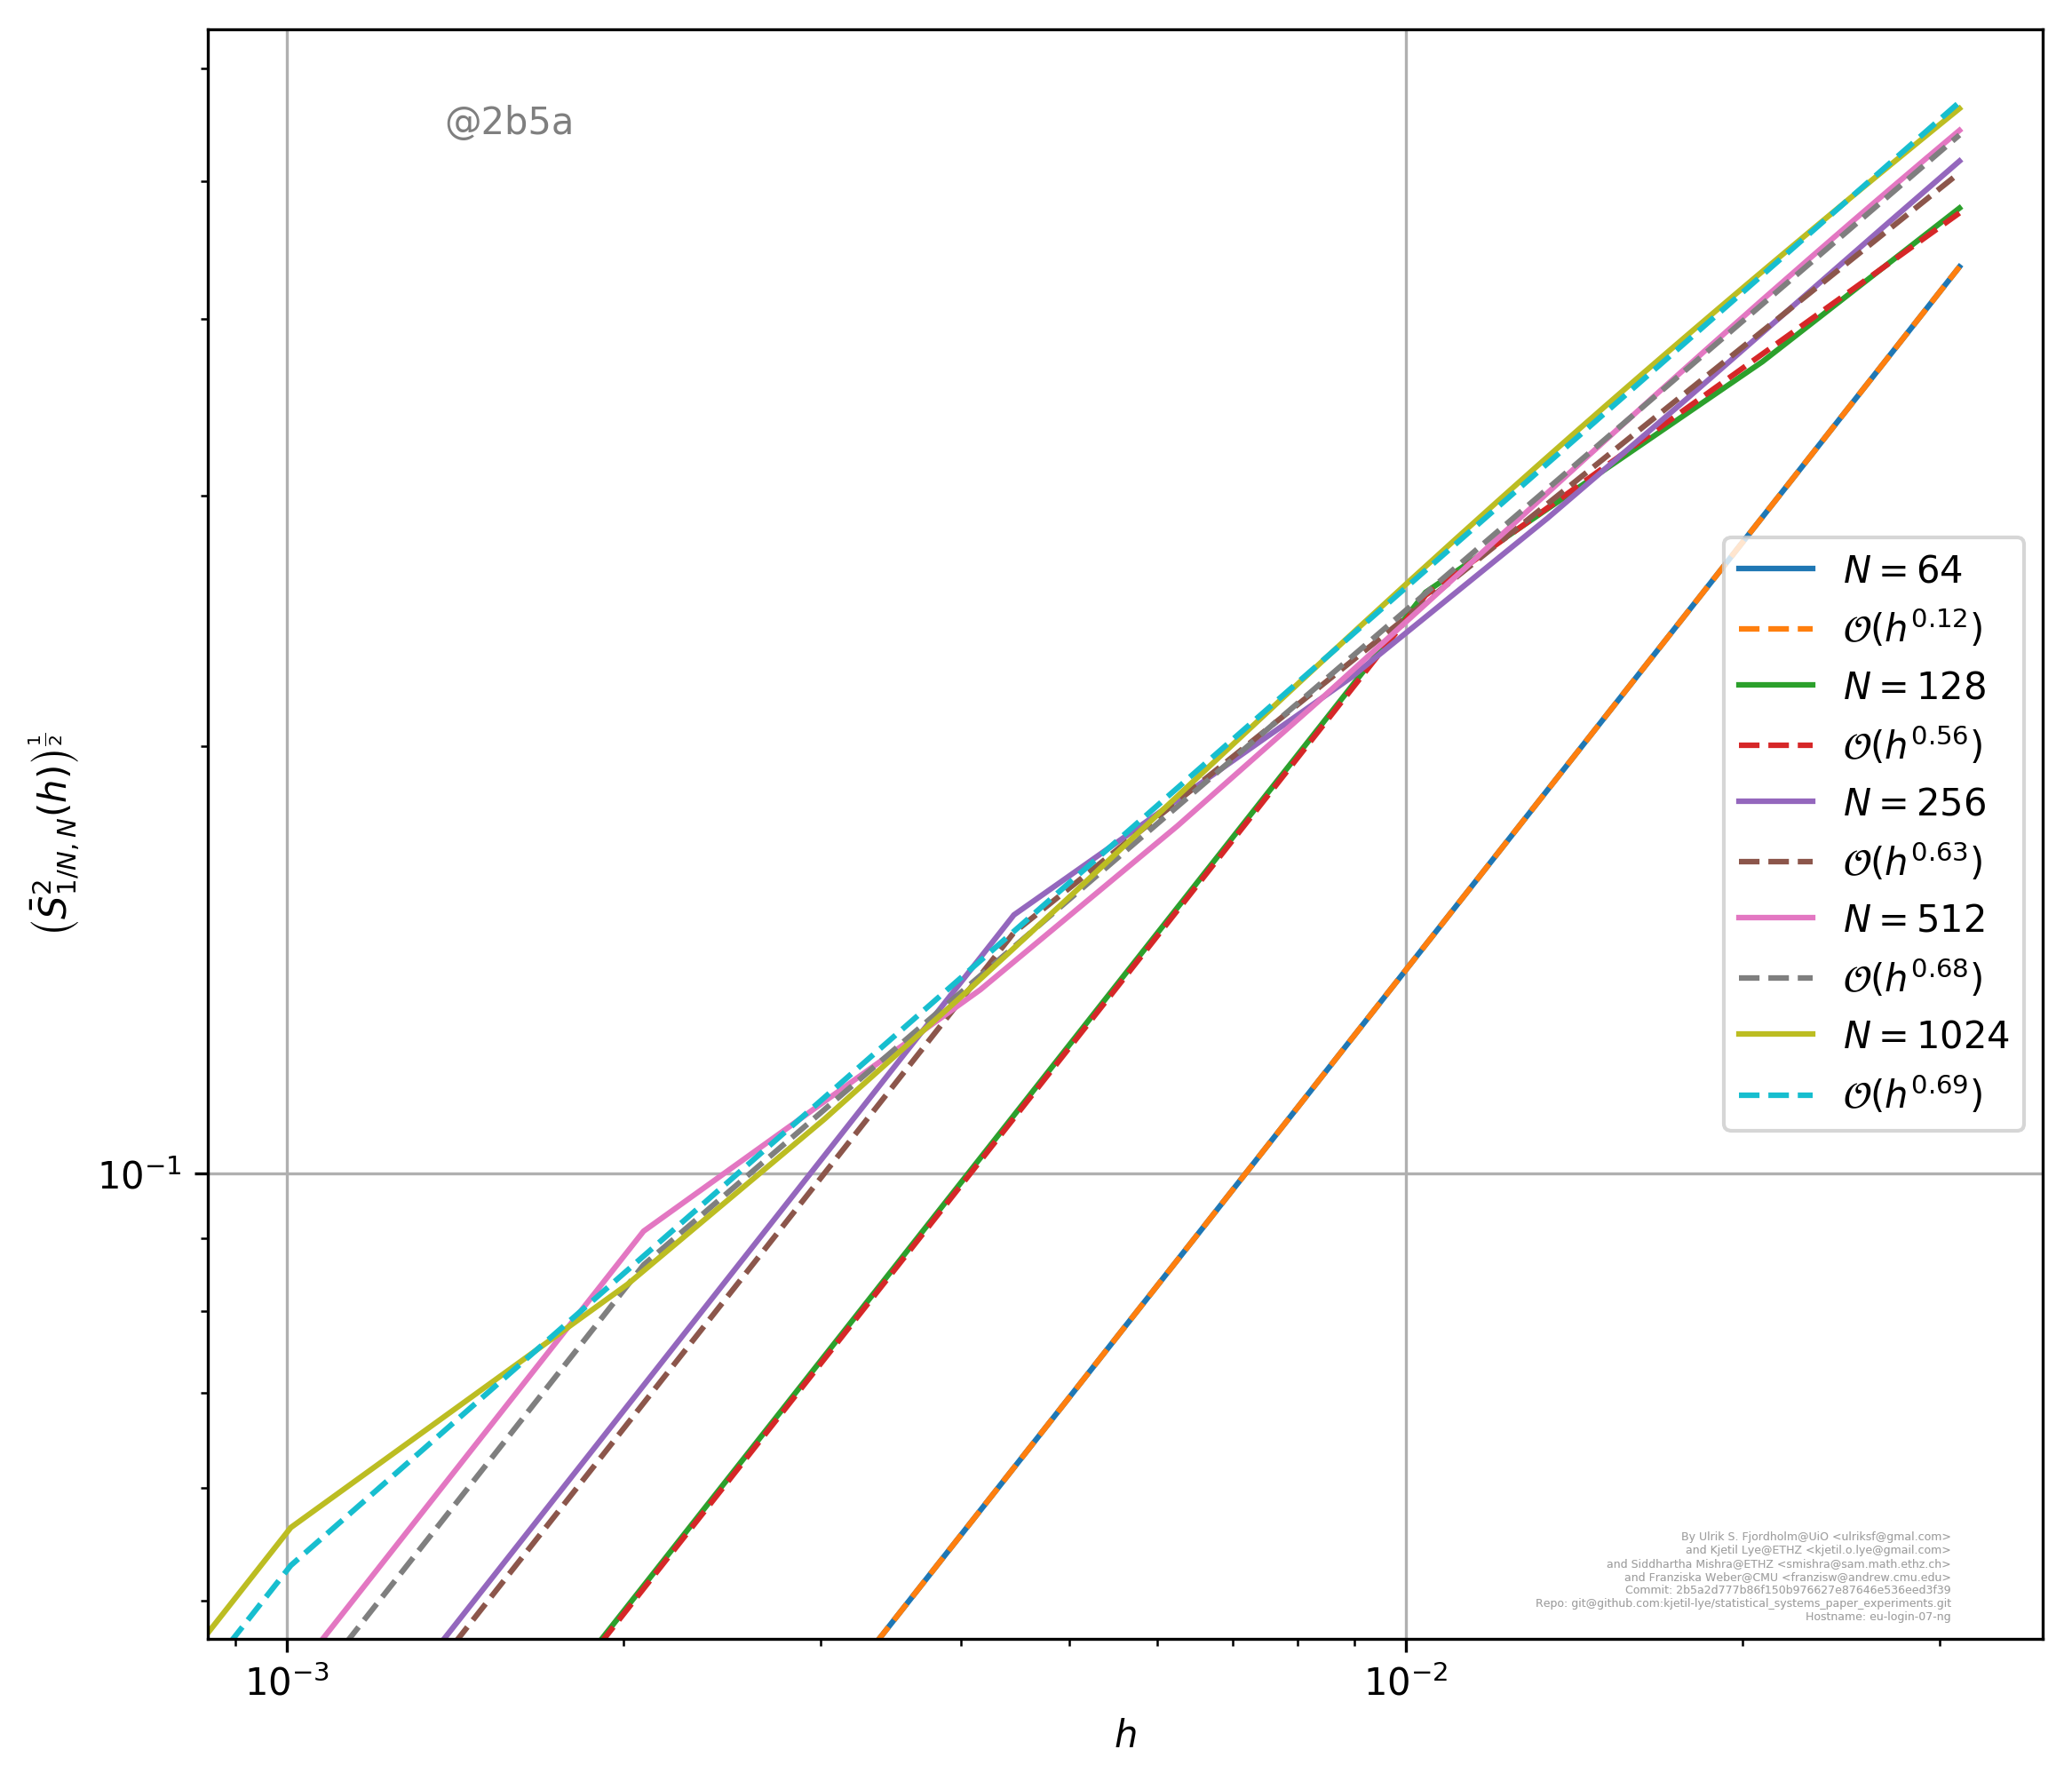 @2b5a
(S̄²_{1/N, N}(h))^{1/2}
10⁻¹
N = 64
𝒪(h^{0.12})
N = 128
𝒪(h^{0.56})
N = 256
𝒪(h^{0.63})
N = 512
𝒪(h^{0.68})
N = 1024
𝒪(h^{0.69})
By Ulrik S. Fjordholm@UiO <ulriksf@gmal.com>
and Kjetil Lye@ETHZ <kjetil.o.lye@gmail.com>
and Siddhartha Mishra@ETHZ <smishra@sam.math.ethz.ch>
and Franziska Weber@CMU <franzisw@andrew.cmu.edu>
Commit: 2b5a2d777b86f150b976627e87646e536eed3f39
Repo: git@github.com:kjetil-lye/statistical_systems_paper_experiments.git
Hostname: eu-login-07-ng
10⁻³
10⁻²
h